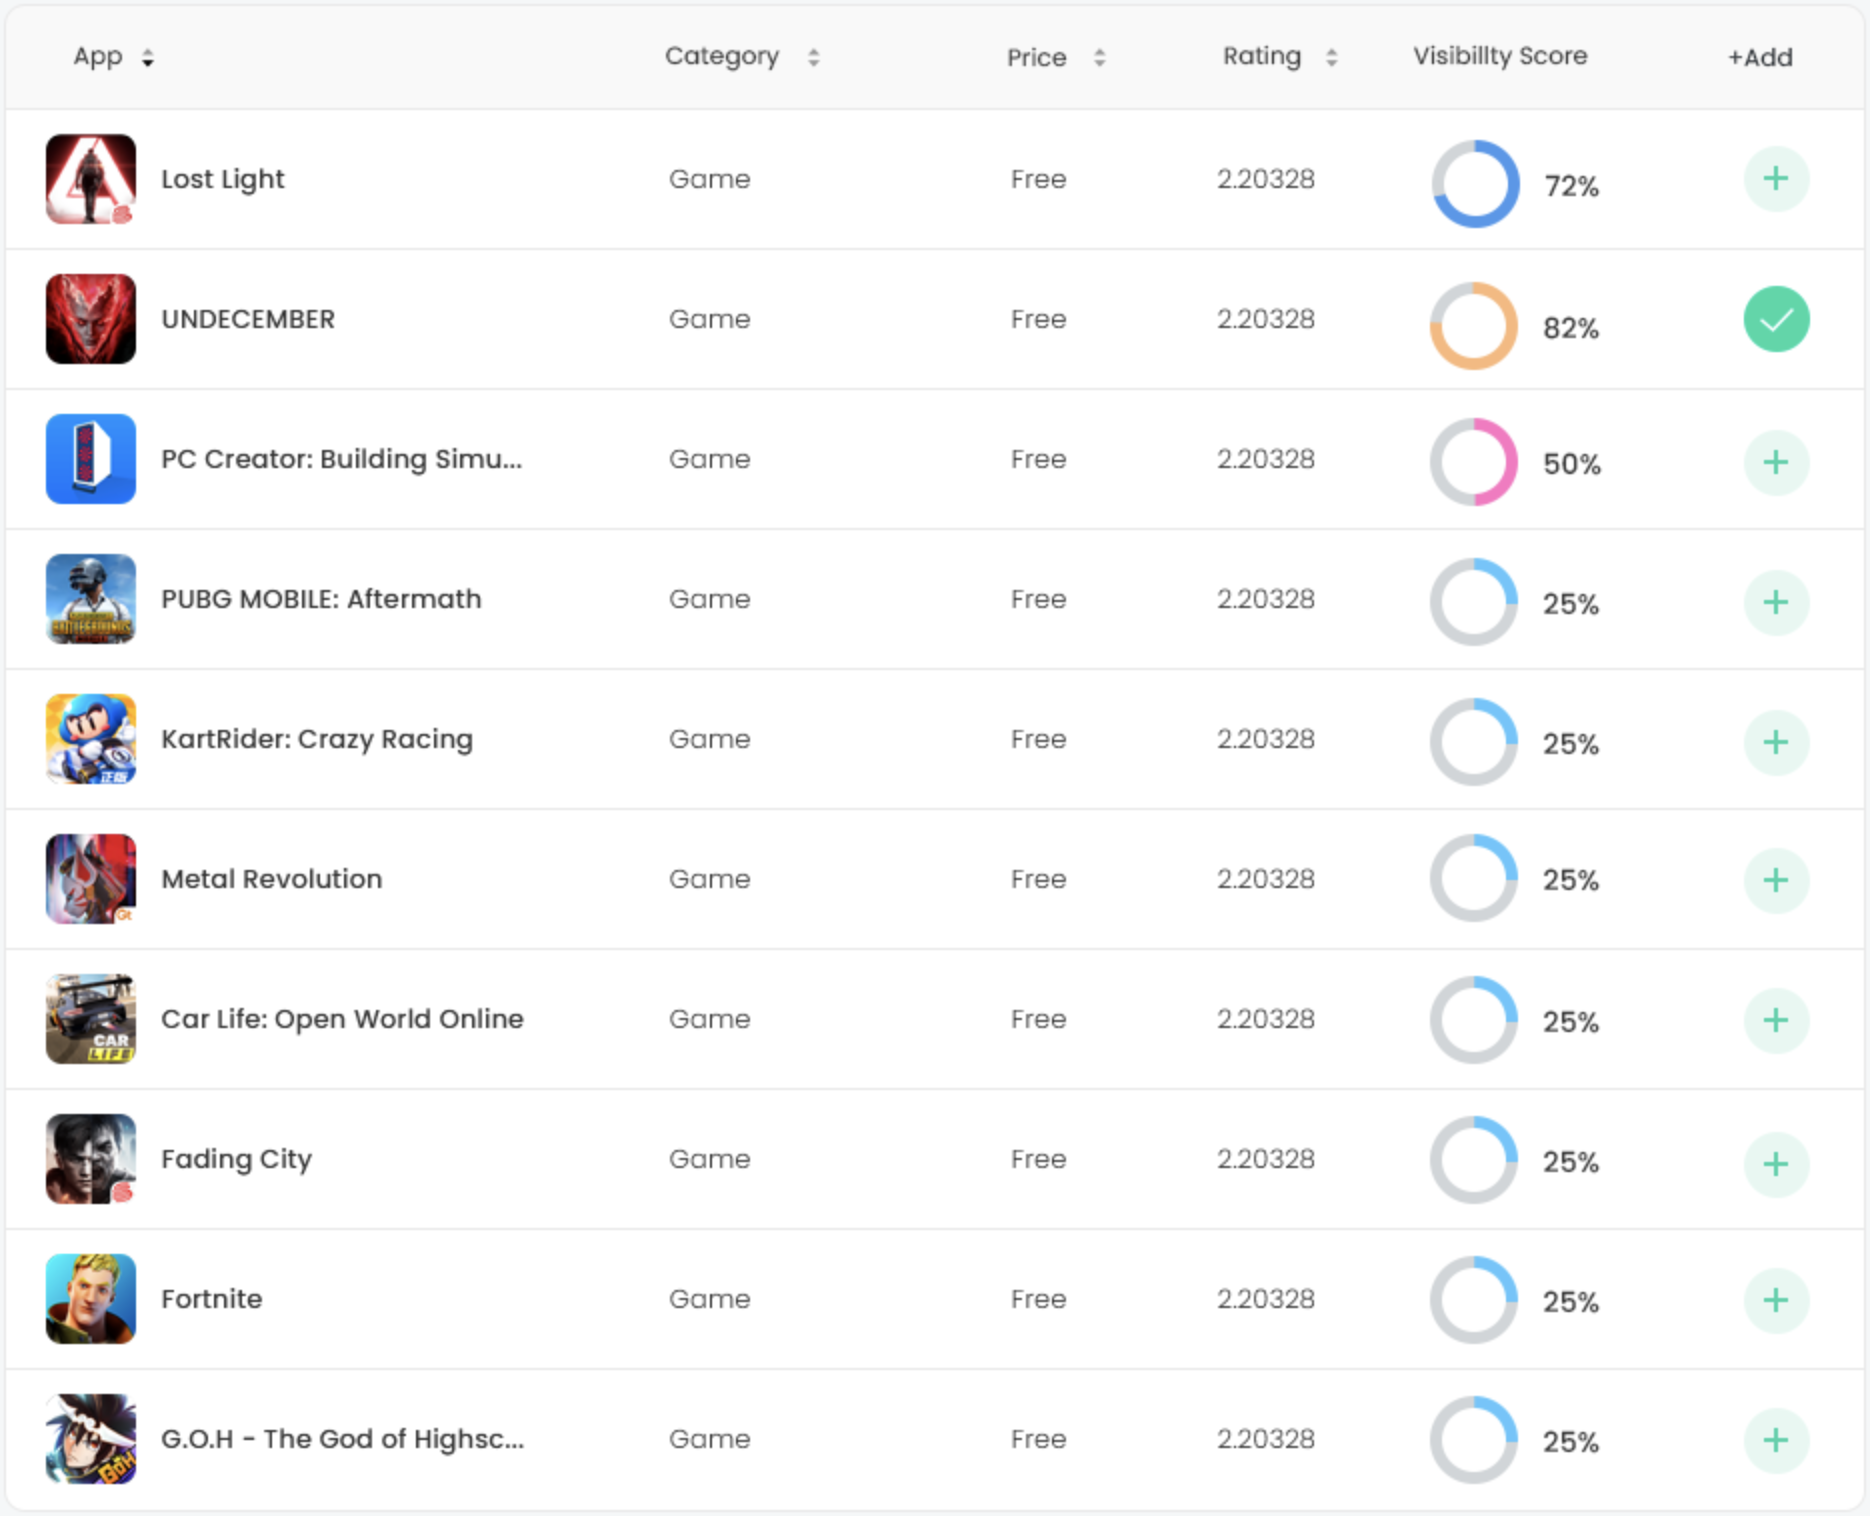 App Category Price Rating Visibillty Score +Add
Lost Light Game Free 2.20328 72%
UNDECEMBER Game Free 2.20328 82%
PC Creator: Building Simu... Game Free 2.20328 50%
PUBG MOBILE: Aftermath Game Free 2.20328 25%
KartRider: Crazy Racing Game Free 2.20328 25%
Metal Revolution Game Free 2.20328 25%
Gt
CAR
LIFE
Car Life: Open World Online Game Free 2.20328 25%
Fading City Game Free 2.20328 25%
Fortnite Game Free 2.20328 25%
GOH
G.O.H - The God of Highsc... Game Free 2.20328 25%